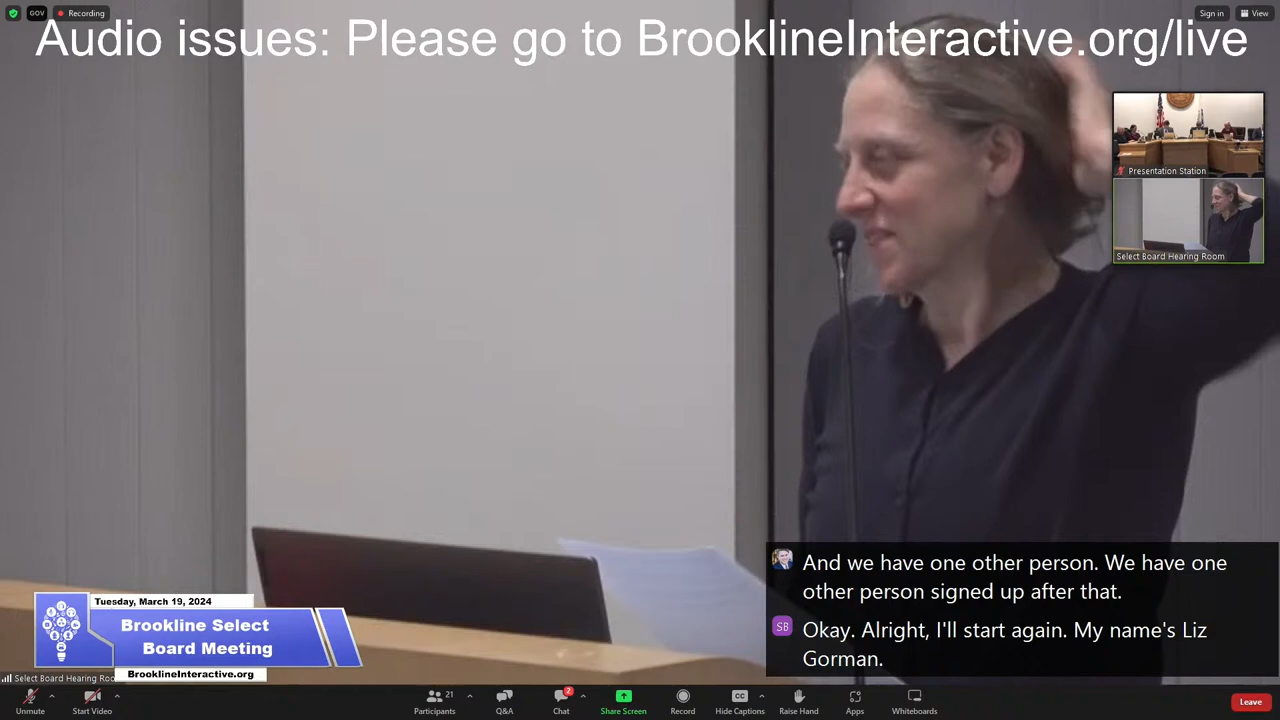 GOV
Recording
Sign in
View
Audio issues: Please go to BrooklineInteractive.org/live
Presentation Station
Select Board Hearing Room
And we have one other person. We have one
other person signed up after that.
SB
Okay. Alright, I'll start again. My name's Liz
Gorman.
Tuesday, March 19, 2024
Brookline Select
Board Meeting
BrooklineInteractive.org
Select Board Hearing Roo
21
2
CC
Unmute
Start Video
Participants
Q&A
Chat
Share Screen
Record
Hide Captions
Raise Hand
Apps
Whiteboards
Leave